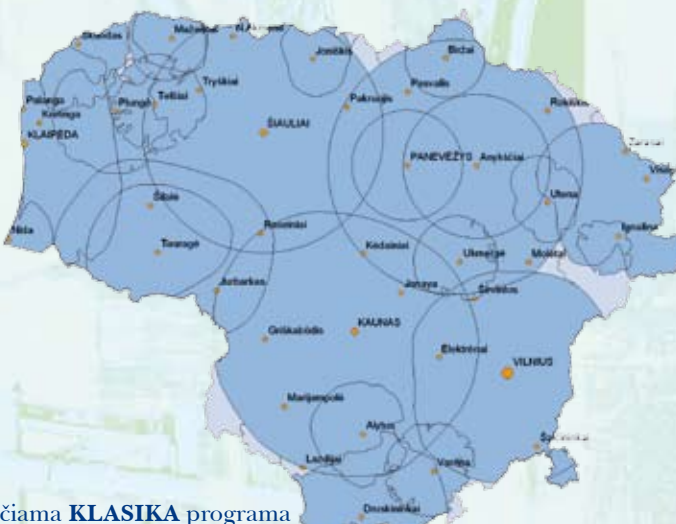 Skuodas
Mažeikiai
Joniškis
Biržai
Palanga
Kretinga
KLAIPĖDA
Plungė
Telšiai
Tryškiai
ŠIAULIAI
Pakruojis
Pasvalys
Rokiškis
PANEVĖŽYS
Anykščiai
Zarasai
Utena
Ignalina
Nida
Šilalė
Tauragė
Raseiniai
Kėdainiai
Ukmergė
Molėtai
Jurbarkas
Jonava
Širvintos
Griškabūdis
KAUNAS
Elektrėnai
VILNIUS
Marijampolė
Alytus
Lazdijai
Varėna
Druskininkai
čiama KLASIKA programa